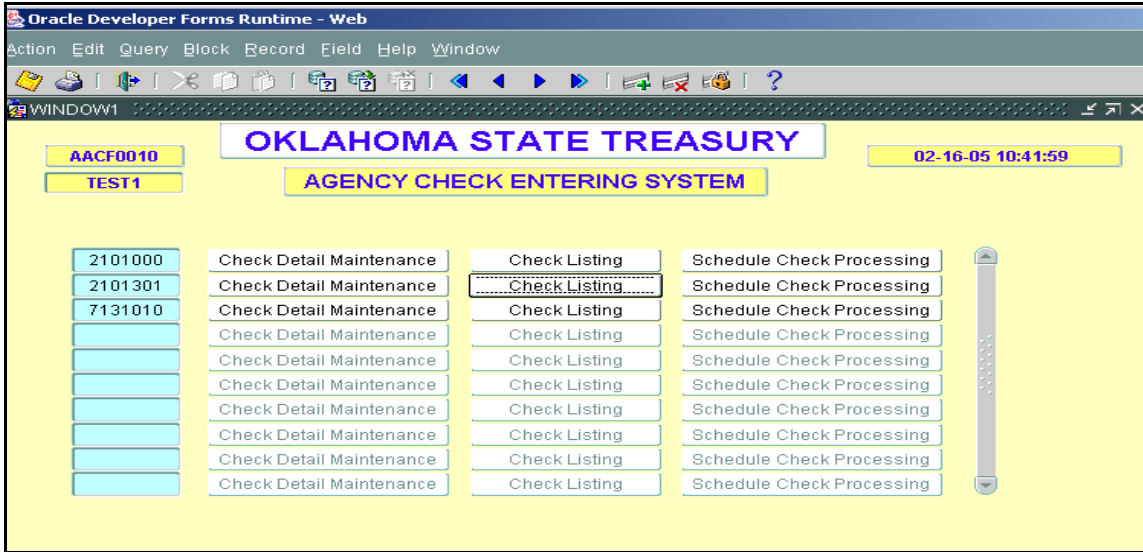 Oracle Developer Forms Runtime - Web
Action Edit Query Block Record Field Help Window
?
WINDOW1
OKLAHOMA STATE TREASURY
AACF0010
02-16-05 10:41:59
TEST1
AGENCY CHECK ENTERING SYSTEM
2101000 Check Detail Maintenance Check Listing Schedule Check Processing
2101301 Check Detail Maintenance Check Listing Schedule Check Processing
7131010 Check Detail Maintenance Check Listing Schedule Check Processing
Check Detail Maintenance Check Listing Schedule Check Processing
Check Detail Maintenance Check Listing Schedule Check Processing
Check Detail Maintenance Check Listing Schedule Check Processing
Check Detail Maintenance Check Listing Schedule Check Processing
Check Detail Maintenance Check Listing Schedule Check Processing
Check Detail Maintenance Check Listing Schedule Check Processing
Check Detail Maintenance Check Listing Schedule Check Processing